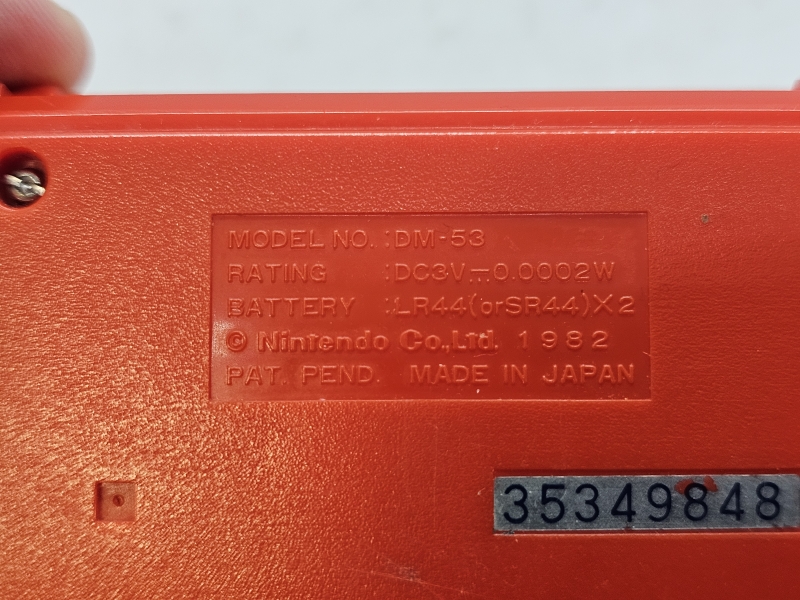 MODEL NO. :DM-53
RATING :DC3V⎓0.0002W
BATTERY :LR44(orSR44)X2
© Nintendo Co.,Ltd. 1982
PAT. PEND. MADE IN JAPAN
35349848